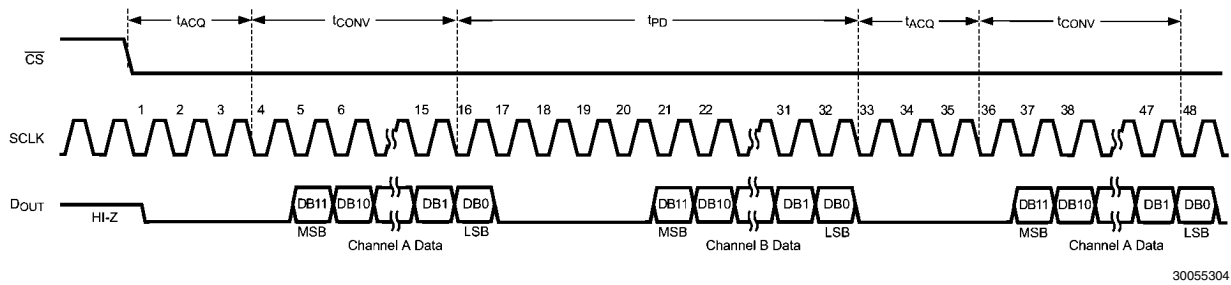 tACQ tCONV tPD tACQ tCONV
CS
1 2 3 4 5 6 15 16 17 18 19 20 21 22 31 32 33 34 35 36 37 38 47 48
SCLK
DOUT
HI-Z
DB11 DB10 DB1 DB0 DB11 DB10 DB1 DB0 DB11 DB10 DB1 DB0
MSB LSB MSB LSB MSB LSB
Channel A Data Channel B Data Channel A Data
30055304